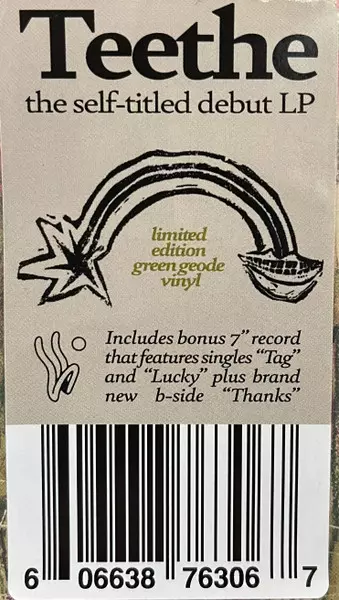 Teethe
the self-titled debut LP
limited
edition
green geode
vinyl
Includes bonus 7" record
that features singles "Tag"
and "Lucky" plus brand
new b-side "Thanks"
6 06638 76306 7